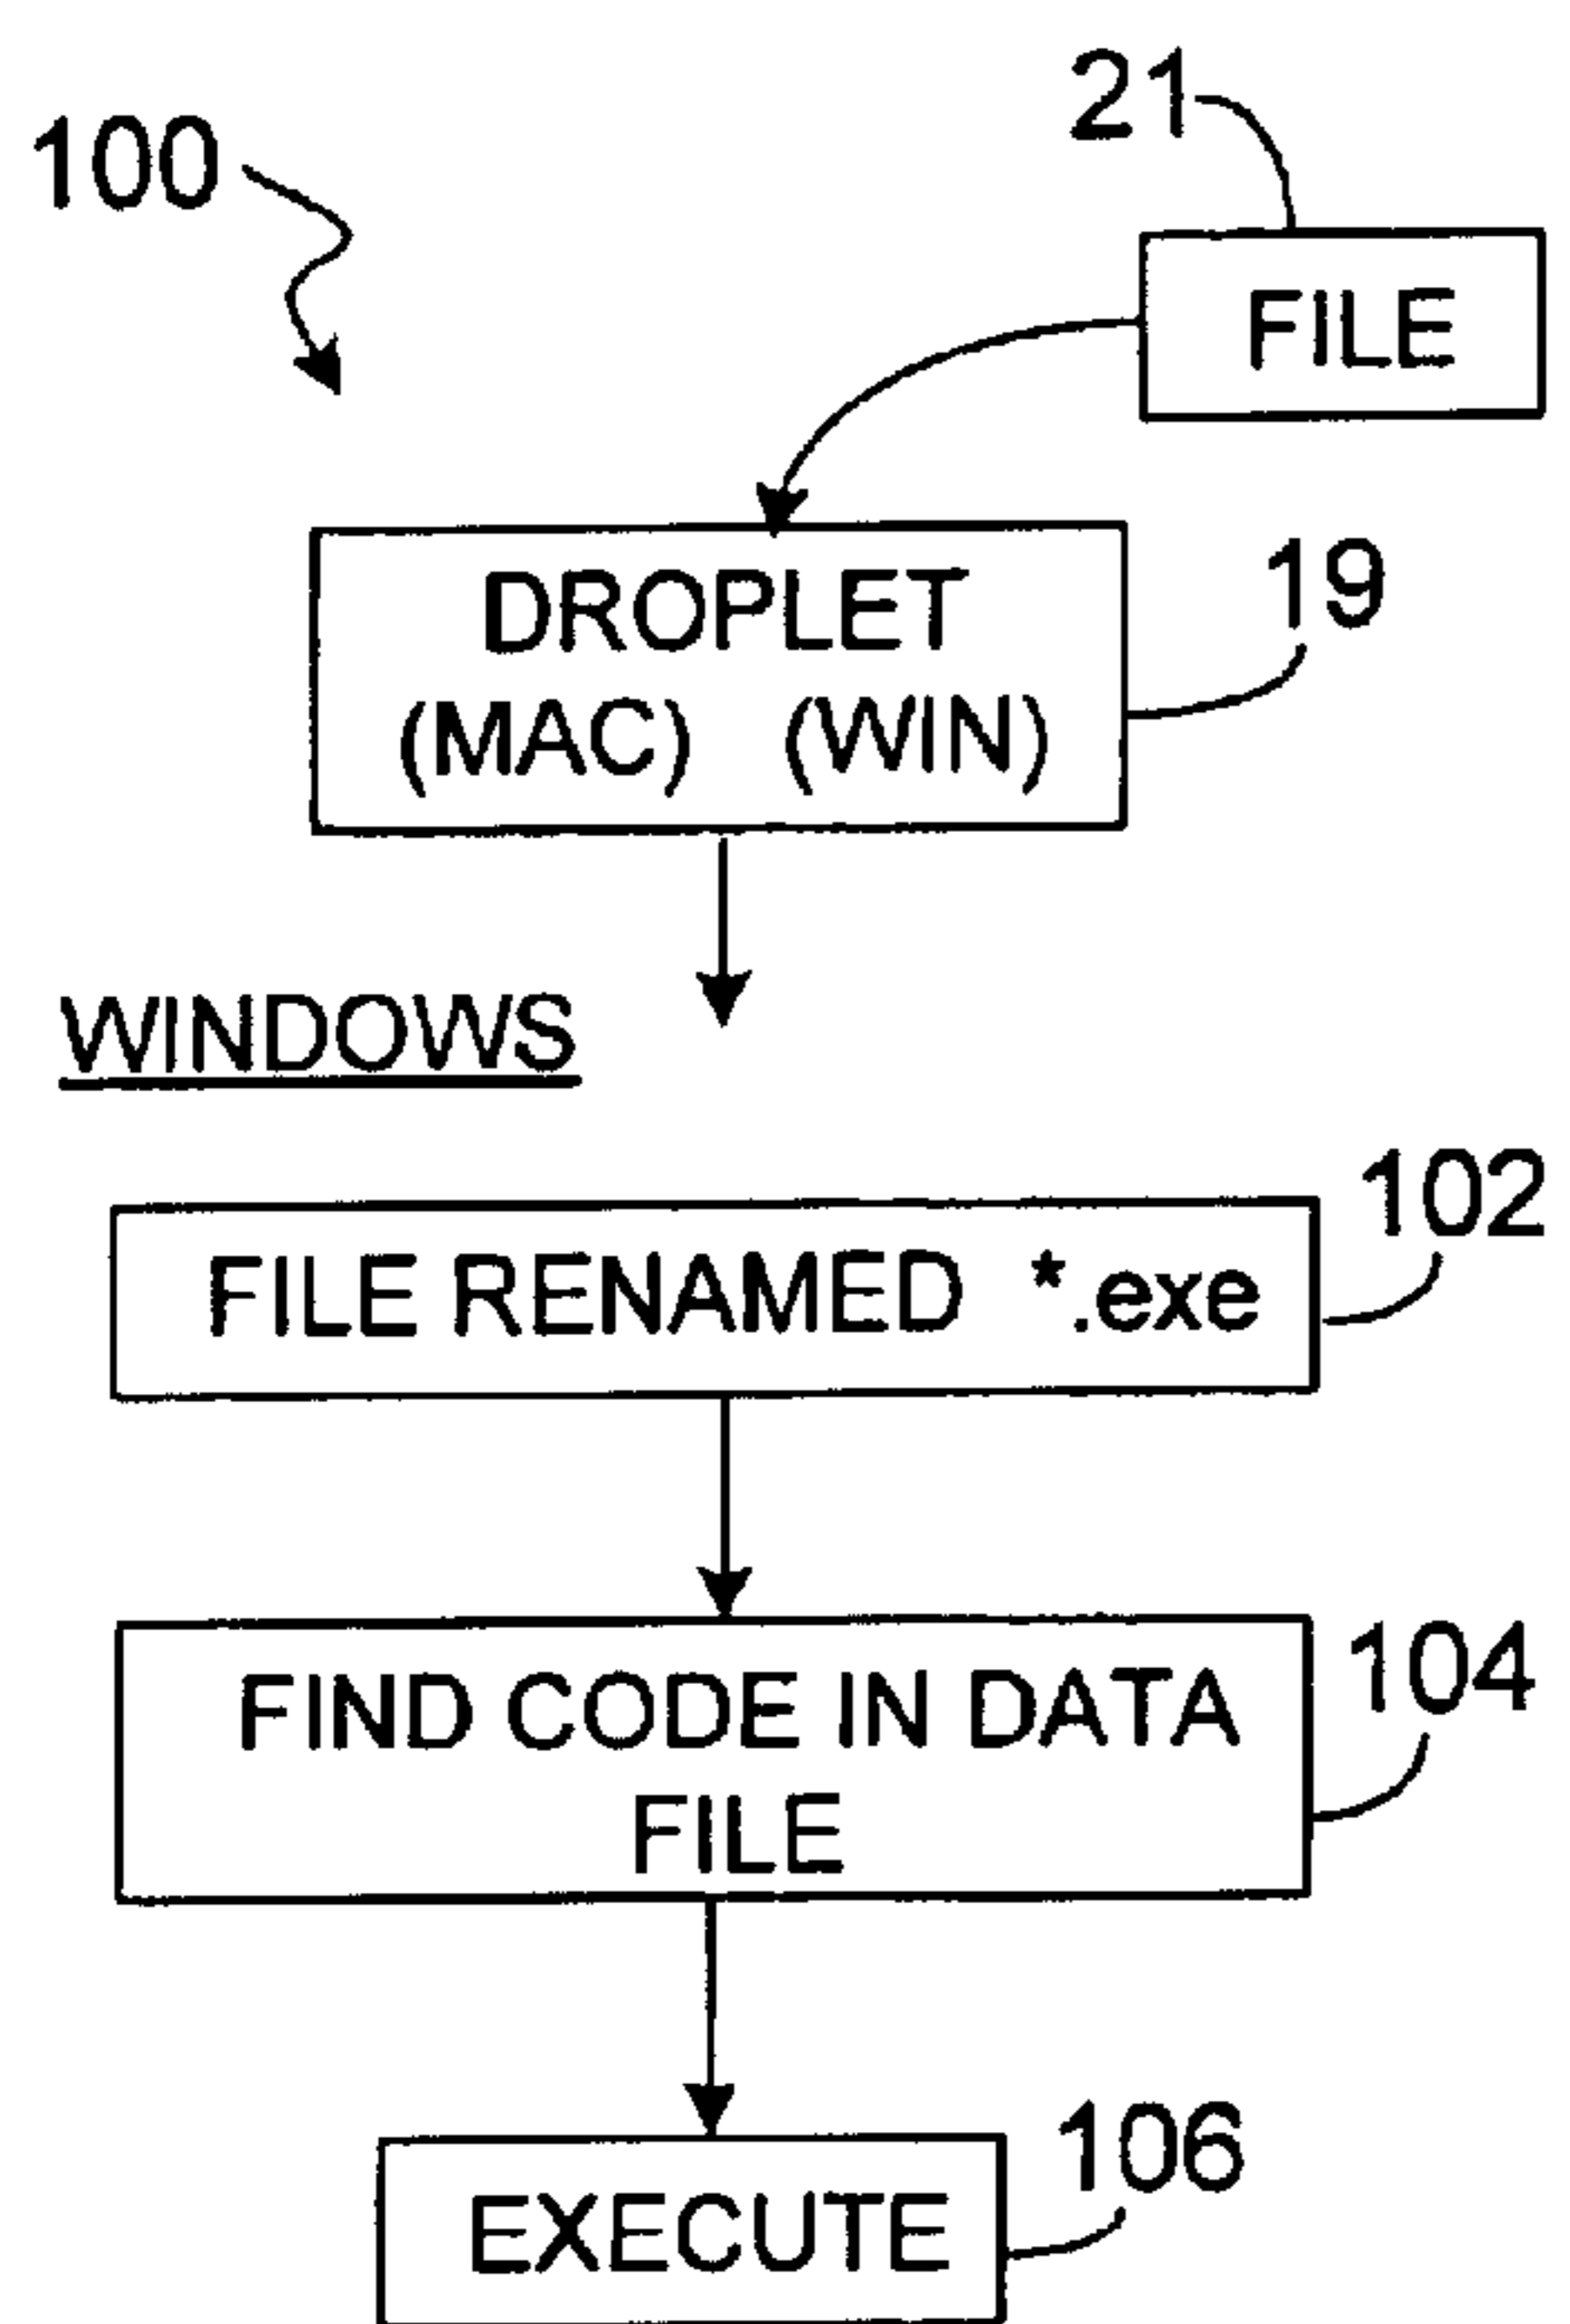 21
100
FILE
DROPLET
(MAC) (WIN)
19
WINDOWS
102
FILE RENAMED *.exe
104
FIND CODE IN DATA
FILE
106
EXECUTE